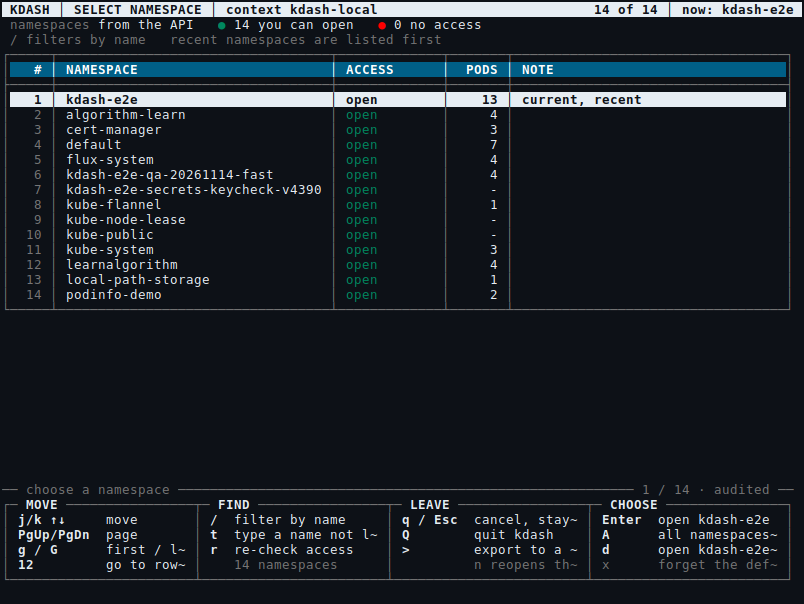 KDASH │ SELECT NAMESPACE │ context kdash-local 14 of 14 │ now: kdash-e2e
namespaces from the API ● 14 you can open ● 0 no access
/ filters by name recent namespaces are listed first
# │ NAMESPACE │ ACCESS │ PODS │ NOTE
1 │ kdash-e2e │ open │ 13 │ current, recent
2 │ algorithm-learn │ open │ 4 │
3 │ cert-manager │ open │ 3 │
4 │ default │ open │ 7 │
5 │ flux-system │ open │ 4 │
6 │ kdash-e2e-qa-20261114-fast │ open │ 4 │
7 │ kdash-e2e-secrets-keycheck-v4390 │ open │ - │
8 │ kube-flannel │ open │ 1 │
9 │ kube-node-lease │ open │ - │
10 │ kube-public │ open │ - │
11 │ kube-system │ open │ 3 │
12 │ learnalgorithm │ open │ 4 │
13 │ local-path-storage │ open │ 1 │
14 │ podinfo-demo │ open │ 2 │
choose a namespace 1 / 14 · audited
MOVE FIND LEAVE CHOOSE
j/k ↑↓ move │ / filter by name │ q / Esc cancel, stay~ │ Enter open kdash-e2e
PgUp/PgDn page │ t type a name not l~ │ Q quit kdash │ A all namespaces~
g / G first / l~ │ r re-check access │ > export to a ~ │ d open kdash-e2e~
12 go to row~ │ 14 namespaces │ n reopens th~ │ x forget the def~